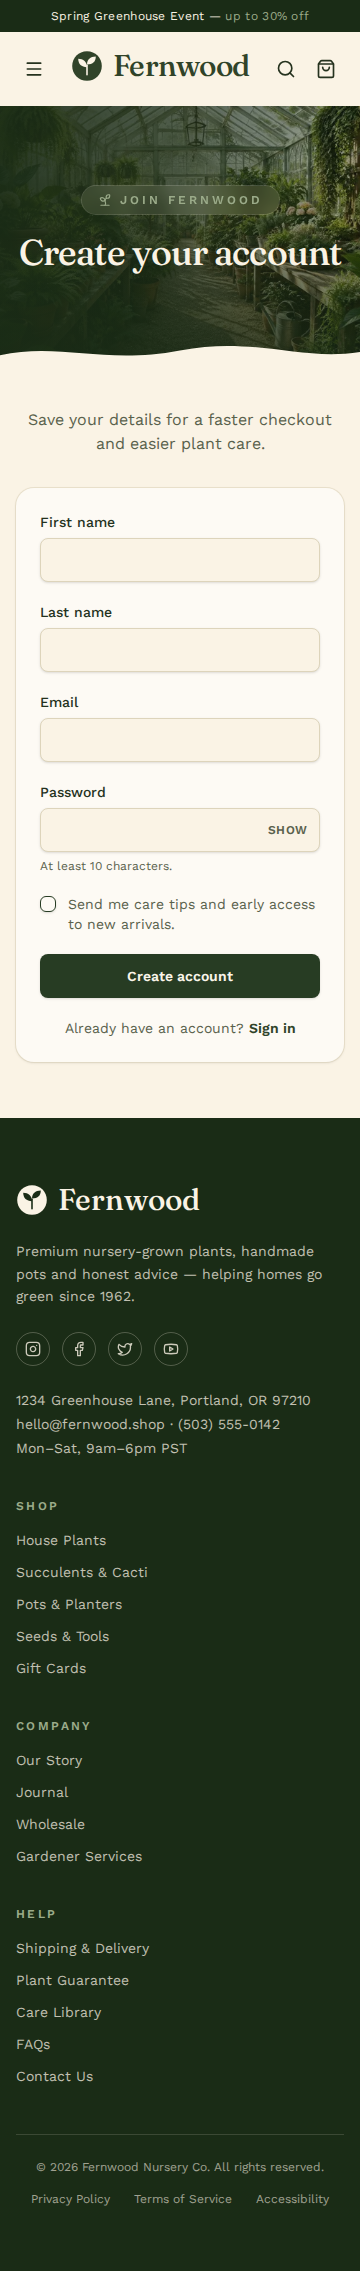 Spring Greenhouse Event — up to 30% off
Fernwood
JOIN FERNWOOD
Create your account
Save your details for a faster checkout
and easier plant care.
First name
Last name
Email
Password
SHOW
At least 10 characters.
Send me care tips and early access
to new arrivals.
Create account
Already have an account? Sign in
Fernwood
Premium nursery-grown plants, handmade
pots and honest advice — helping homes go
green since 1962.
1234 Greenhouse Lane, Portland, OR 97210
hello@fernwood.shop · (503) 555-0142
Mon–Sat, 9am–6pm PST
SHOP
House Plants
Succulents & Cacti
Pots & Planters
Seeds & Tools
Gift Cards
COMPANY
Our Story
Journal
Wholesale
Gardener Services
HELP
Shipping & Delivery
Plant Guarantee
Care Library
FAQs
Contact Us
© 2026 Fernwood Nursery Co. All rights reserved.
Privacy Policy Terms of Service Accessibility